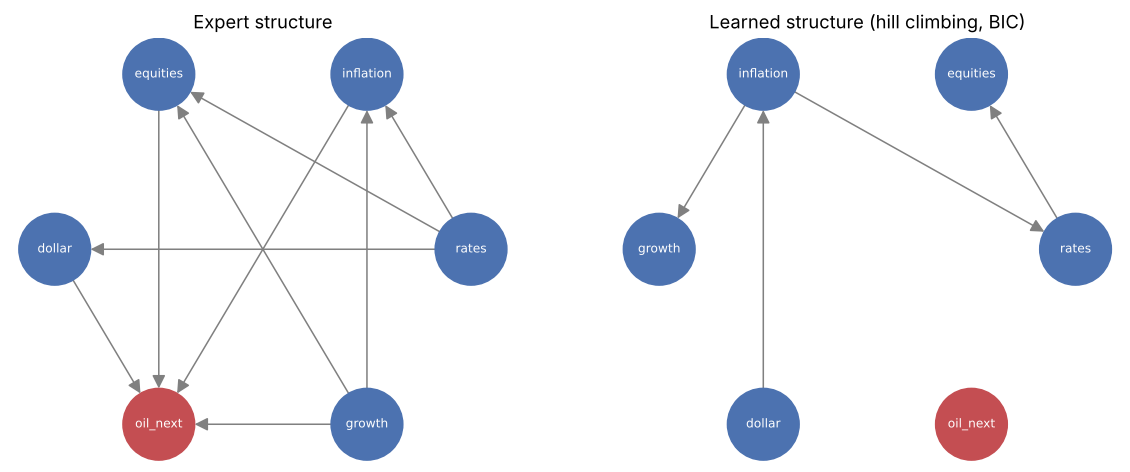 Expert structure
equities
inflation
dollar
rates
oil_next
growth
Learned structure (hill climbing, BIC)
inflation
equities
growth
rates
dollar
oil_next